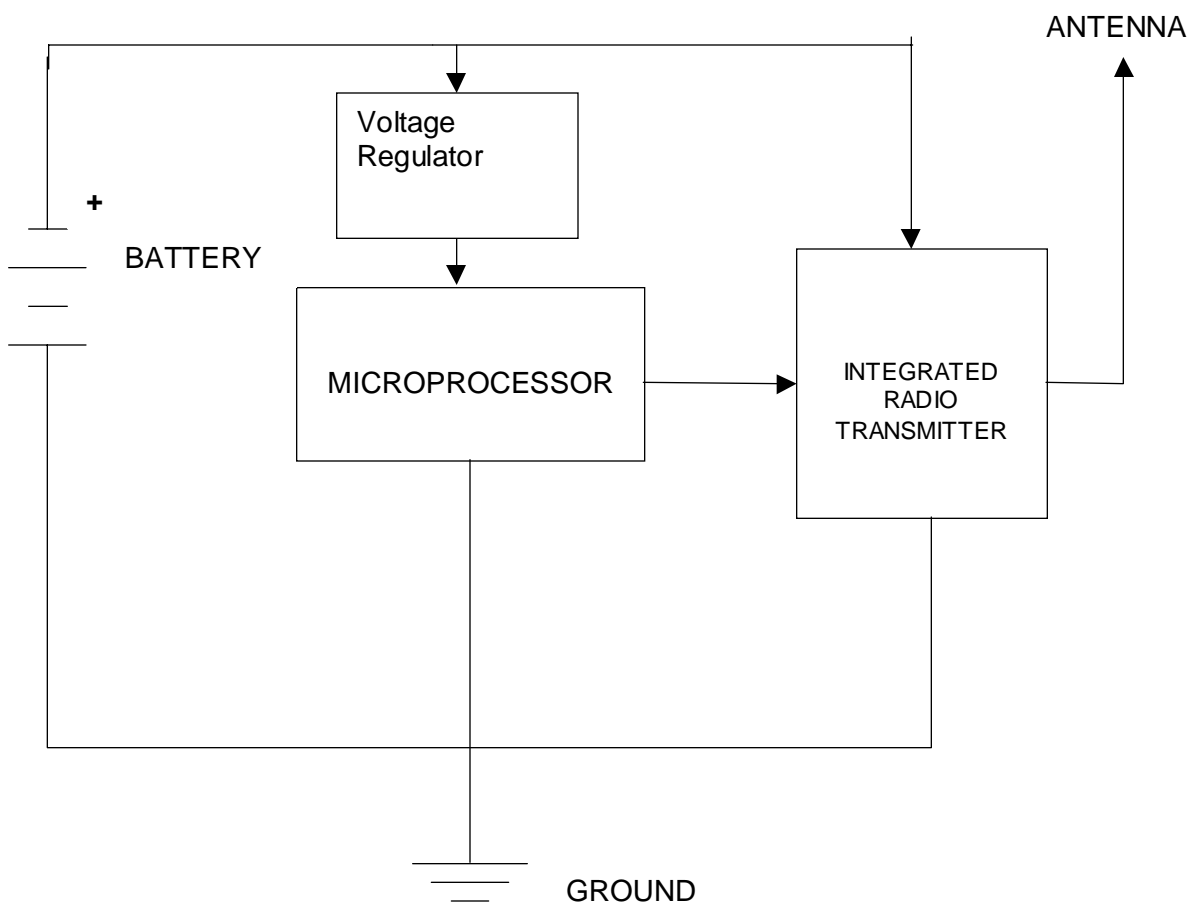 ANTENNA
Voltage
Regulator
+
BATTERY
MICROPROCESSOR
INTEGRATED
RADIO
TRANSMITTER
GROUND